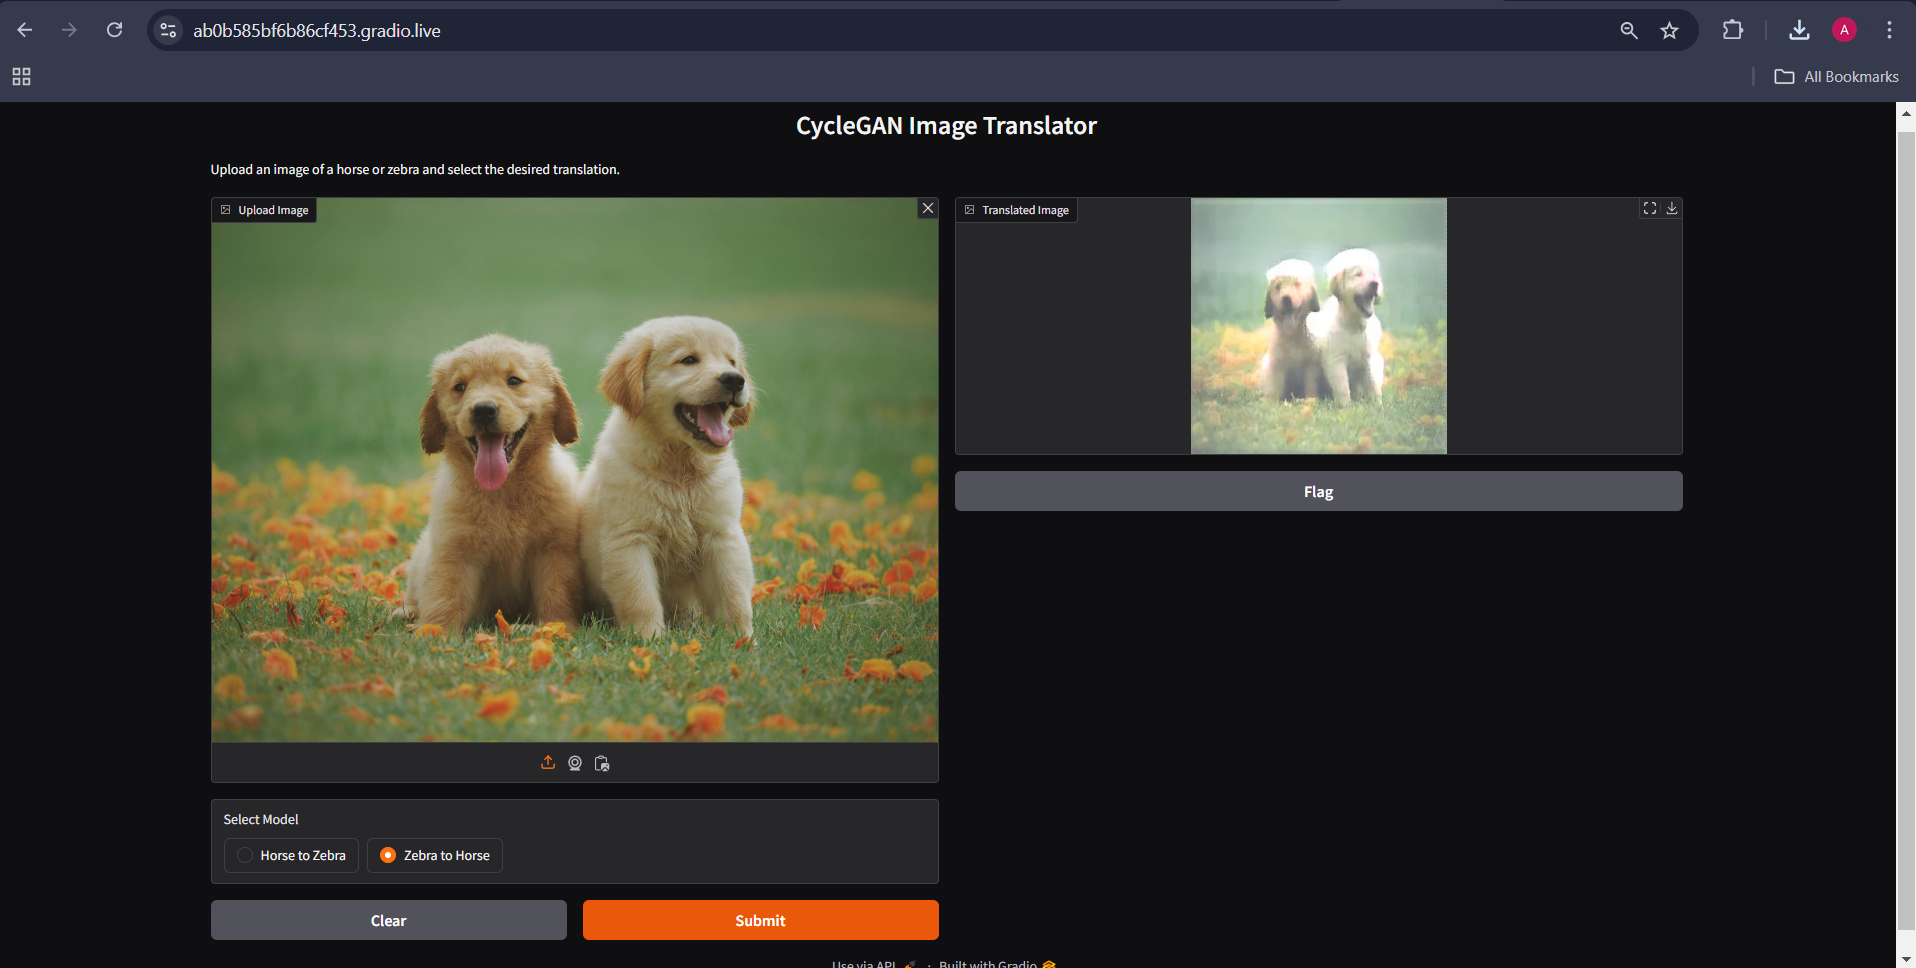 ab0b585bf6b86cf453.gradio.live
A
All Bookmarks
CycleGAN Image Translator
Upload an image of a horse or zebra and select the desired translation.
Upload Image
Translated Image
Flag
Select Model
Horse to Zebra
Zebra to Horse
Clear
Submit
Use via API · Built with Gradio